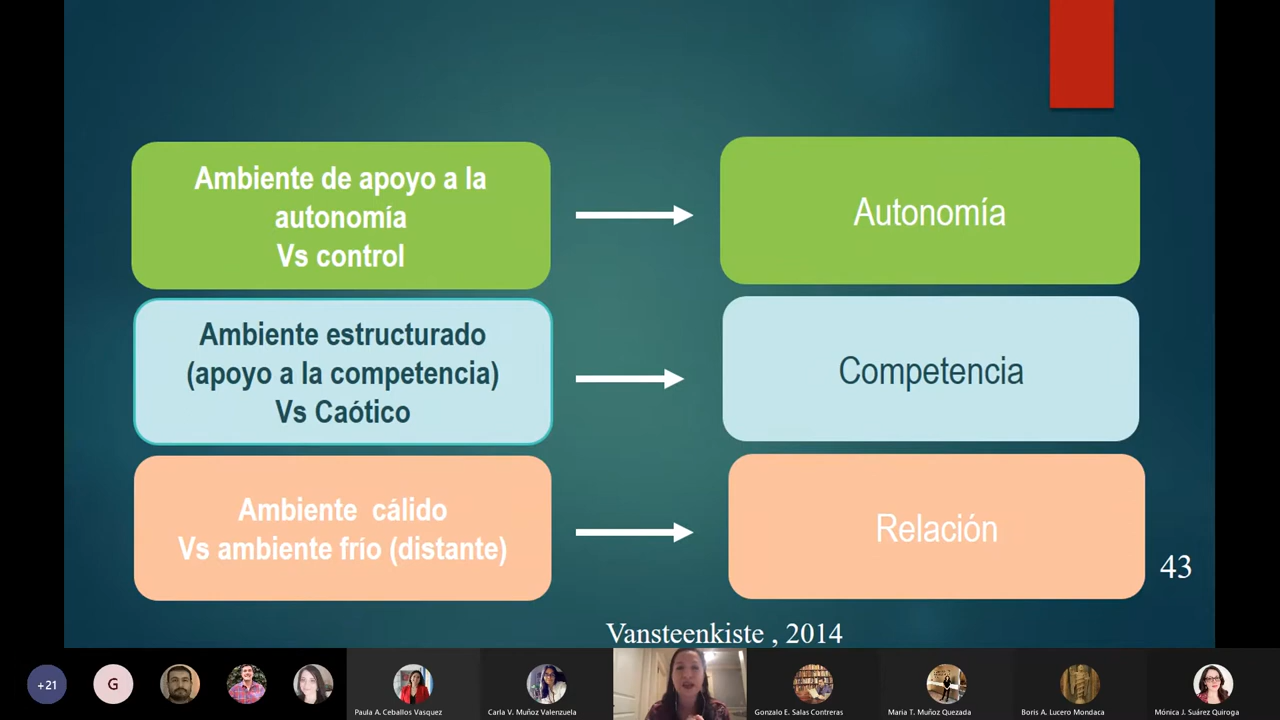 Ambiente de apoyo a la
autonomía
Vs control
Autonomía
Ambiente estructurado
(apoyo a la competencia)
Vs Caótico
Competencia
Ambiente cálido
Vs ambiente frío (distante)
Relación
43
Vansteenkiste , 2014
+21
G
Paula A. Ceballos Vasquez
Carla V. Muñoz Valenzuela
Gonzalo E. Salas Contreras
Maria T. Muñoz Quezada
Boris A. Lucero Mondaca
Mónica J. Suárez Quiroga